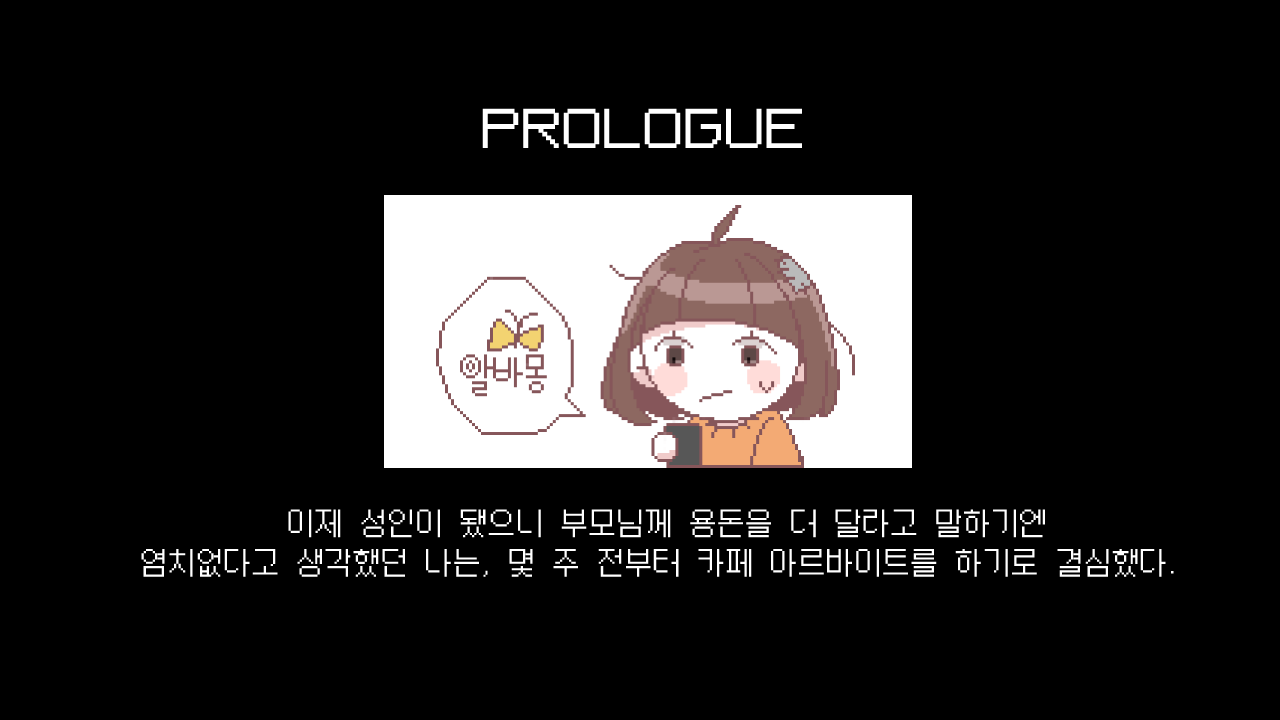 PROLOGUE
알바몽
이제 성인이 됐으니 부모님께 용돈을 더 달라고 말하기엔
염치없다고 생각했던 나는, 몇 주 전부터 카페 아르바이트를 하기로 결심했다.